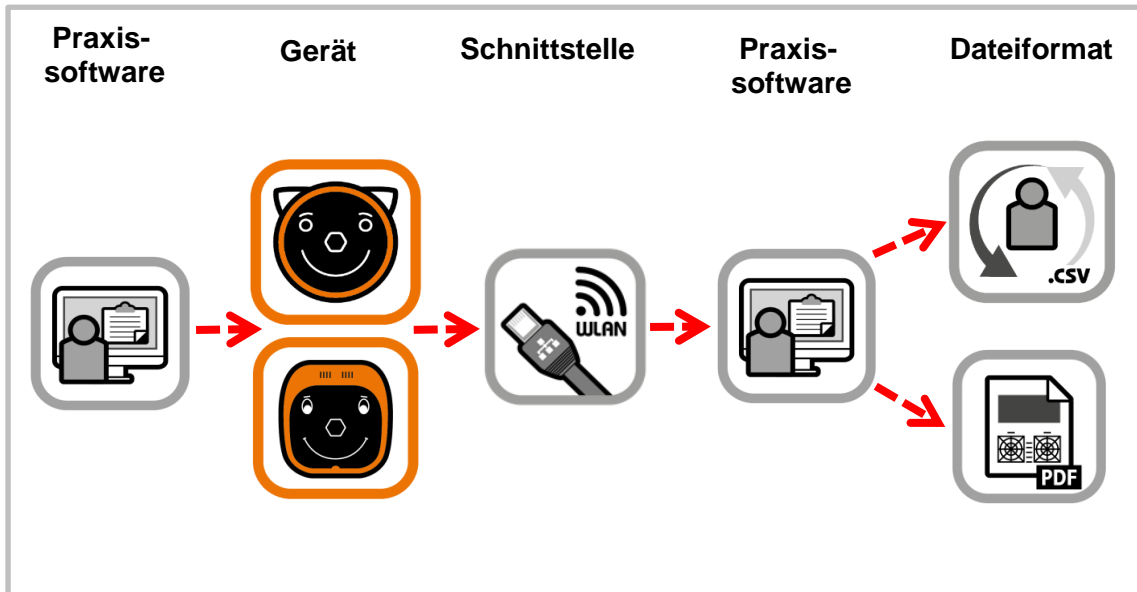 Praxis-
software
Gerät
Schnittstelle
Praxis-
software
Dateiformat
.CSV
WLAN
PDF